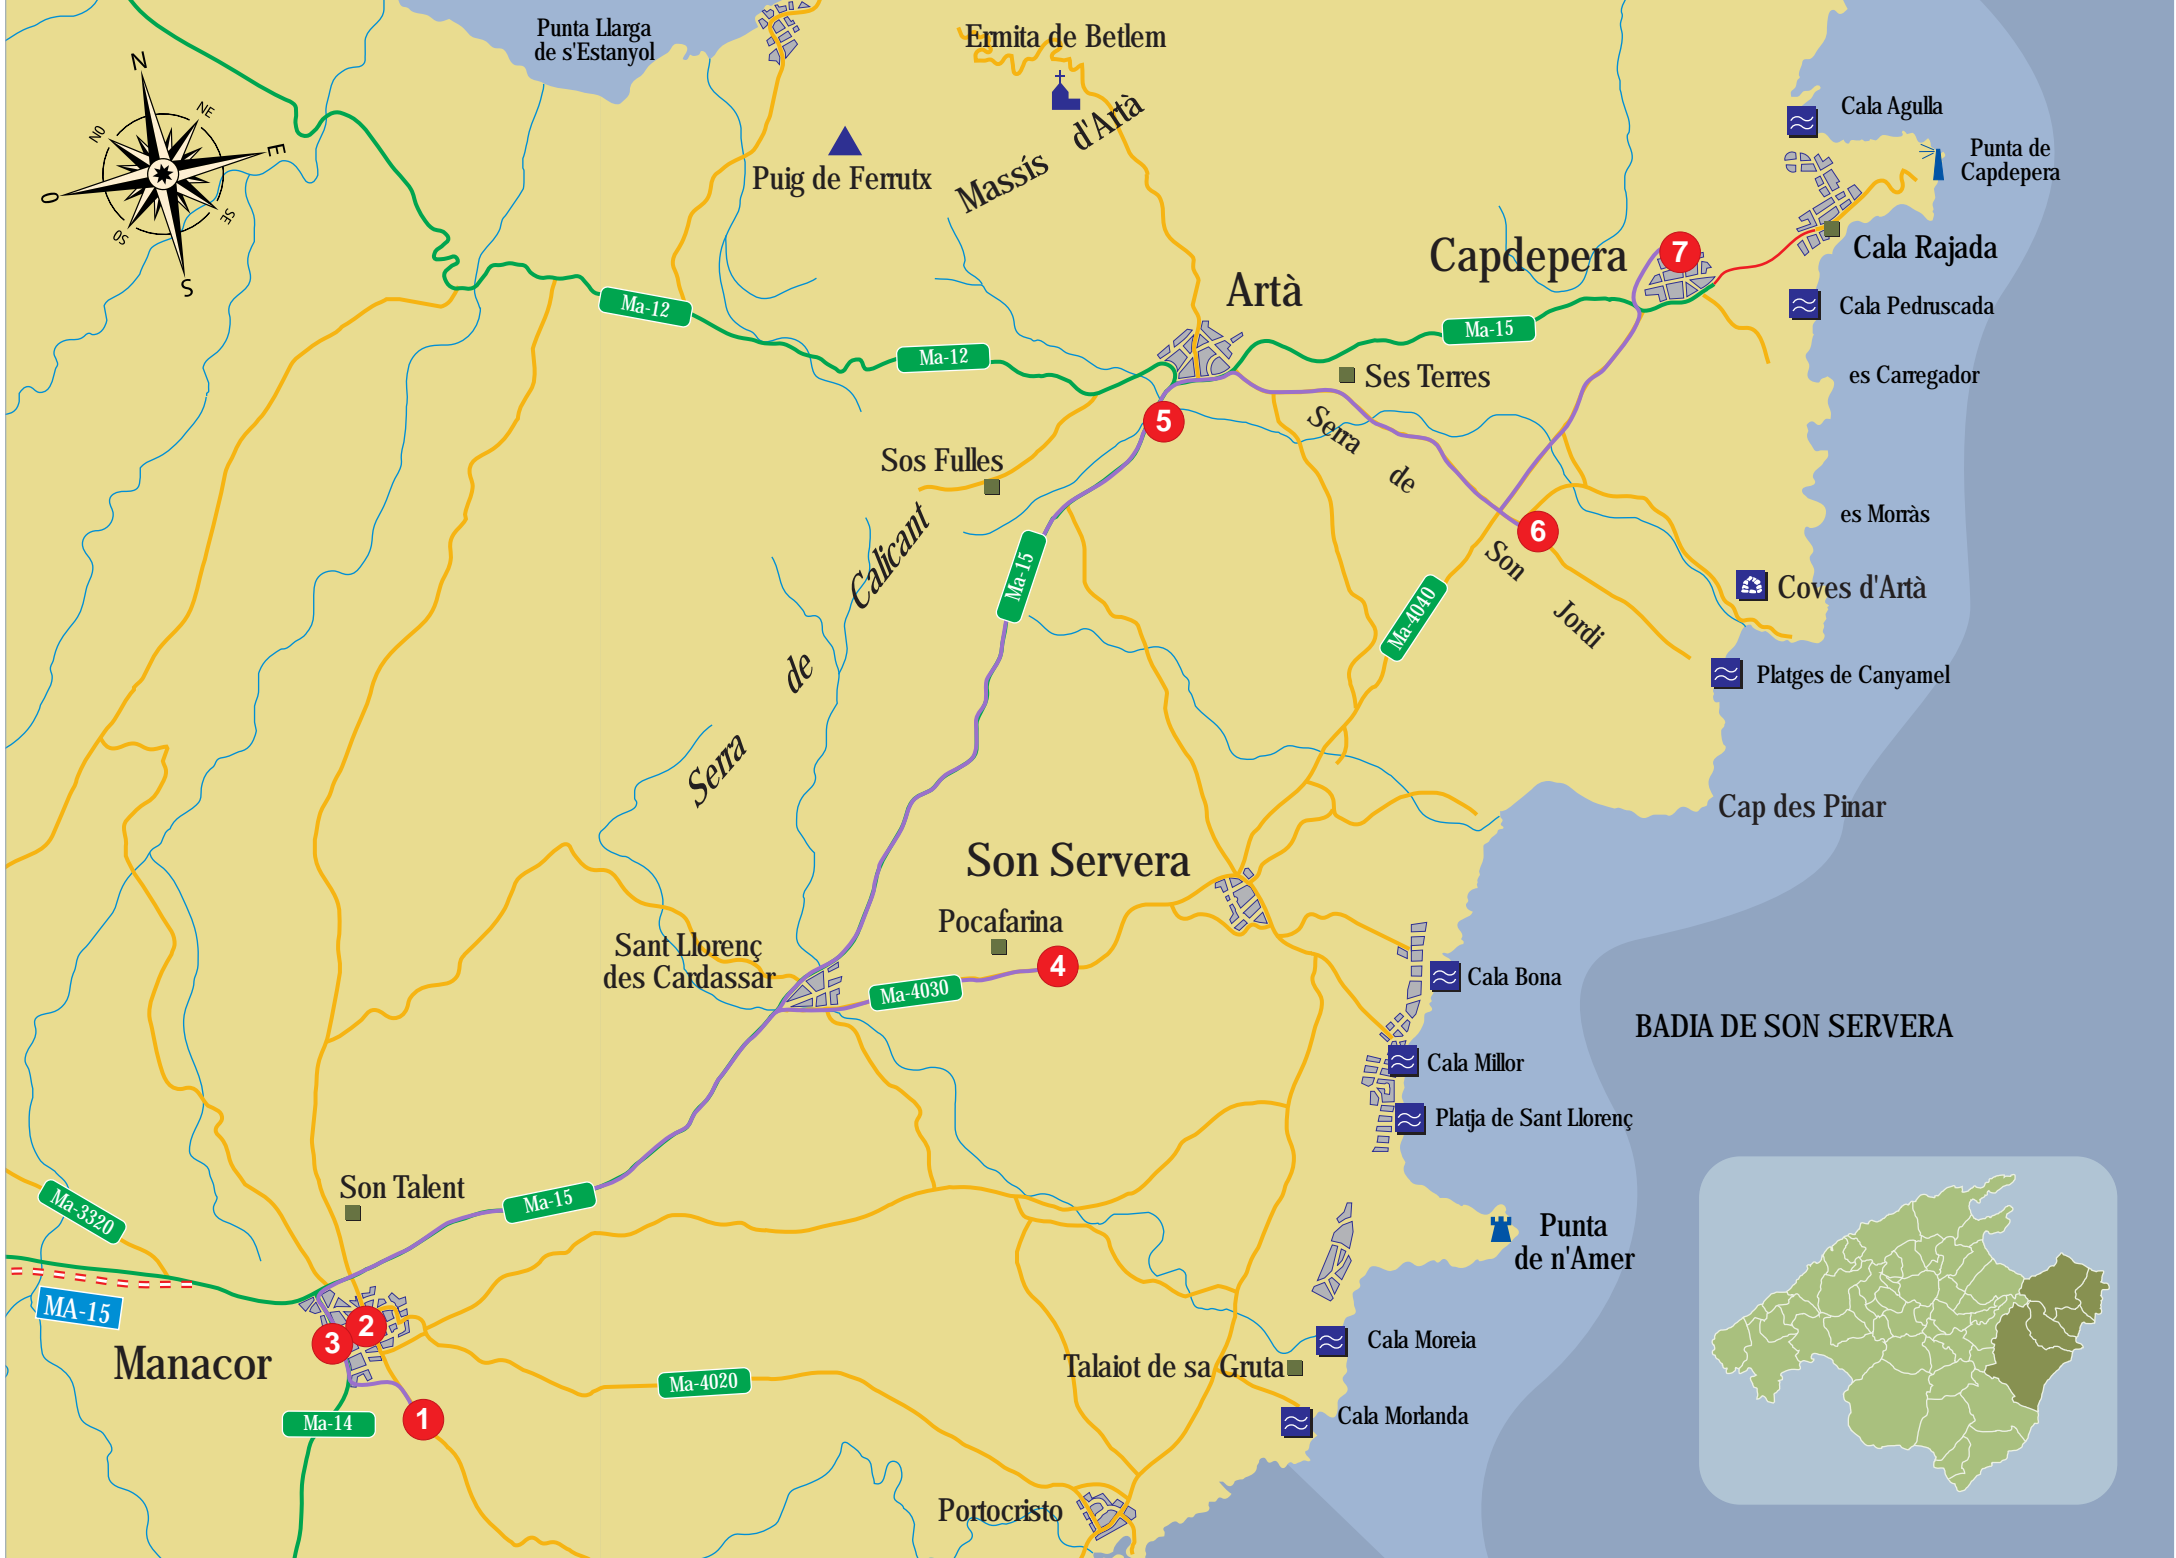 Punta Llarga
de s'Estanyol
Ermita de Betlem
N
NE
E
SE
S
SO
O
NO
Cala Agulla
Punta de
Capdepera
Puig de Ferrutx
Massís d'Artà
Capdepera
7
Cala Rajada
Artà
Ma-12
Ma-12
Ma-15
Cala Pedruscada
Ses Terres
es Carregador
5
Serra de Son Jordi
Sos Fulles
6
es Morràs
Serra de Calicant
Ma-15
Ma-4040
Coves d'Artà
Platges de Canyamel
Cap des Pinar
Son Servera
Pocafarina
Sant Llorenç
des Cardassar
4
Ma-4030
Cala Bona
BADIA DE SON SERVERA
Cala Millor
Platja de Sant Llorenç
Son Talent
Ma-15
Ma-3320
Punta
de n'Amer
MA-15
2
3
Manacor
Cala Moreia
Talaiot de sa Gruta
Ma-4020
Ma-14
1
Cala Morlanda
Portocristo